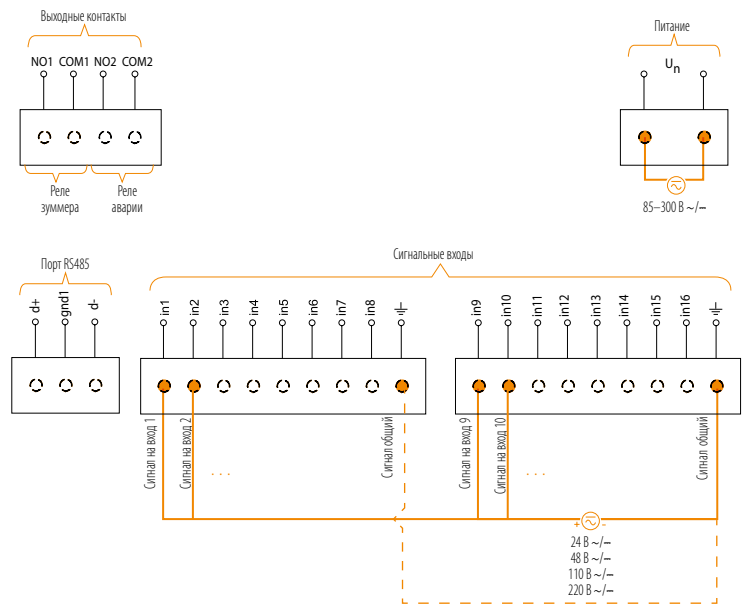 Выходные контакты
NO1 COM1 NO2 COM2
Реле зуммера
Реле аварии
Питание
Un
85–300 В ~/⎓
Порт RS485
d+ gnd1 d-
Сигнальные входы
in1 in2 in3 in4 in5 in6 in7 in8 ⏚
in9 in10 in11 in12 in13 in14 in15 in16 ⏚
Сигнал на вход 1
Сигнал на вход 2
. . .
Сигнал общий
Сигнал на вход 9
Сигнал на вход 10
. . .
Сигнал общий
+ -
24 В ~/⎓
48 В ~/⎓
110 В ~/⎓
220 В ~/⎓